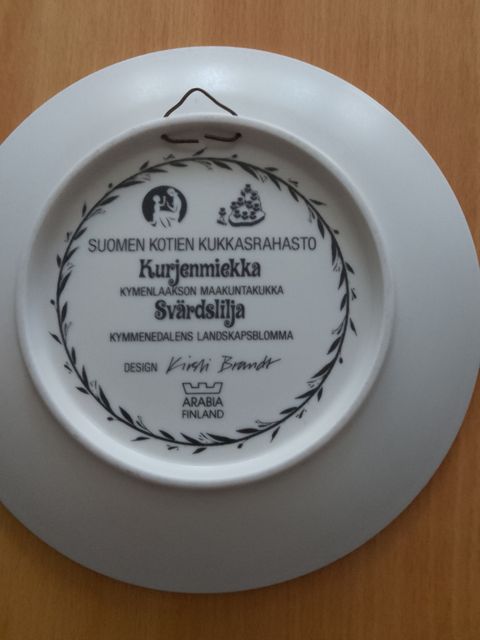 SUOMEN KOTIEN KUKKASRAHASTO
Kurjenmiekka
KYMENLAAKSON MAAKUNTAKUKKA
Svärdslilja
KYMMENEDALENS LANDSKAPSBLOMMA
DESIGN Kirsti Brandt
ARABIA
FINLAND